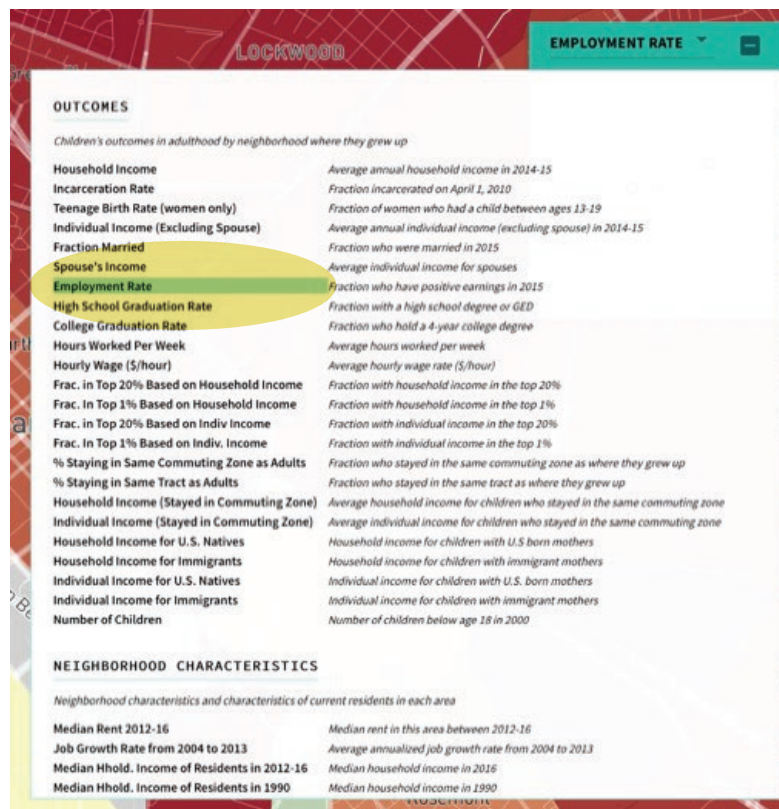 LOCKWOOD
EMPLOYMENT RATE
OUTCOMES
Children's outcomes in adulthood by neighborhood where they grew up
Household Income Average annual household income in 2014-15
Incarceration Rate Fraction incarcerated on April 1, 2010
Teenage Birth Rate (women only) Fraction of women who had a child between ages 13-19
Individual Income (Excluding Spouse) Average annual individual income (excluding spouse) in 2014-15
Fraction Married Fraction who were married in 2015
Spouse's Income Average individual income for spouses
Employment Rate Fraction who have positive earnings in 2015
High School Graduation Rate Fraction with a high school degree or GED
College Graduation Rate Fraction who hold a 4-year college degree
Hours Worked Per Week Average hours worked per week
Hourly Wage ($/hour) Average hourly wage rate ($/hour)
Frac. in Top 20% Based on Household Income Fraction with household income in the top 20%
Frac. In Top 1% Based on Household Income Fraction with household income in the top 1%
Frac. in Top 20% Based on Indiv Income Fraction with individual income in the top 20%
Frac. In Top 1% Based on Indiv. Income Fraction with individual income in the top 1%
% Staying in Same Commuting Zone as Adults Fraction who stayed in the same commuting zone as where they grew up
% Staying in Same Tract as Adults Fraction who stayed in the same tract as where they grew up
Household Income (Stayed in Commuting Zone) Average household income for children who stayed in the same commuting zone
Individual Income (Stayed in Commuting Zone) Average individual income for children who stayed in the same commuting zone
Household Income for U.S. Natives Household income for children with U.S born mothers
Household Income for Immigrants Household income for children with immigrant mothers
Individual Income for U.S. Natives Individual income for children with U.S. born mothers
Individual Income for Immigrants Individual income for children with immigrant mothers
Number of Children Number of children below age 18 in 2000
NEIGHBORHOOD CHARACTERISTICS
Neighborhood characteristics and characteristics of current residents in each area
Median Rent 2012-16 Median rent in this area between 2012-16
Job Growth Rate from 2004 to 2013 Average annualized job growth rate from 2004 to 2013
Median Hhold. Income of Residents in 2012-16 Median household income in 2016
Median Hhold. Income of Residents in 1990 Median household income in 1990
Rosemont